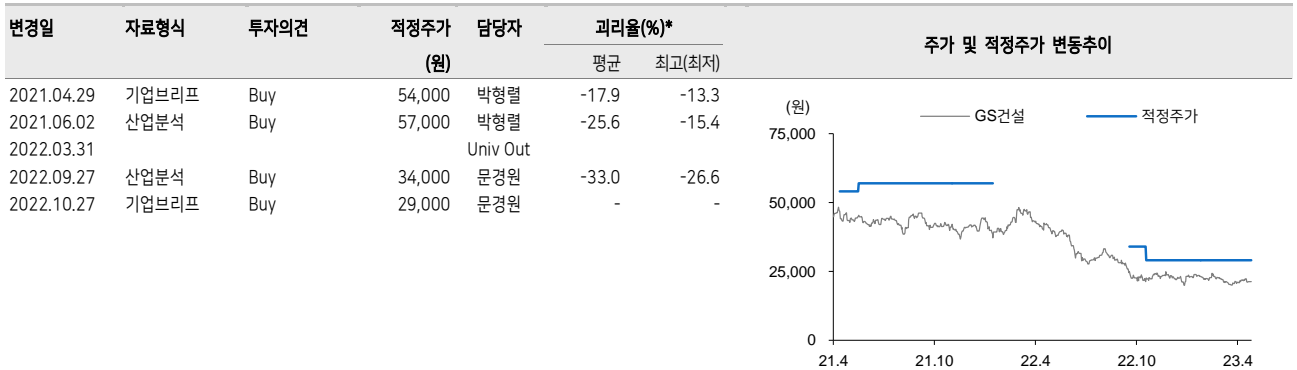 변경일 자료형식 투자의견 적정주가 담당자 괴리율(%)*
(원) 평균 최고(최저)
2021.04.29 기업브리프 Buy 54,000 박형렬 -17.9 -13.3
2021.06.02 산업분석 Buy 57,000 박형렬 -25.6 -15.4
2022.03.31 Univ Out
2022.09.27 산업분석 Buy 34,000 문경원 -33.0 -26.6
2022.10.27 기업브리프 Buy 29,000 문경원 - -
주가 및 적정주가 변동추이
(원) GS건설 적정주가
75,000
50,000
25,000
0
21.4 21.10 22.4 22.10 23.4